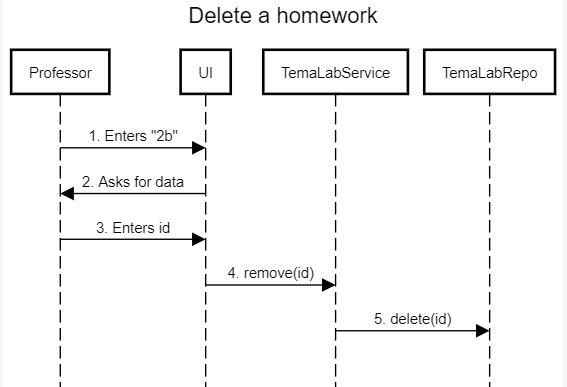 Delete a homework
Professor
UI
TemaLabService
TemaLabRepo
1. Enters "2b"
2. Asks for data
3. Enters id
4. remove(id)
5. delete(id)